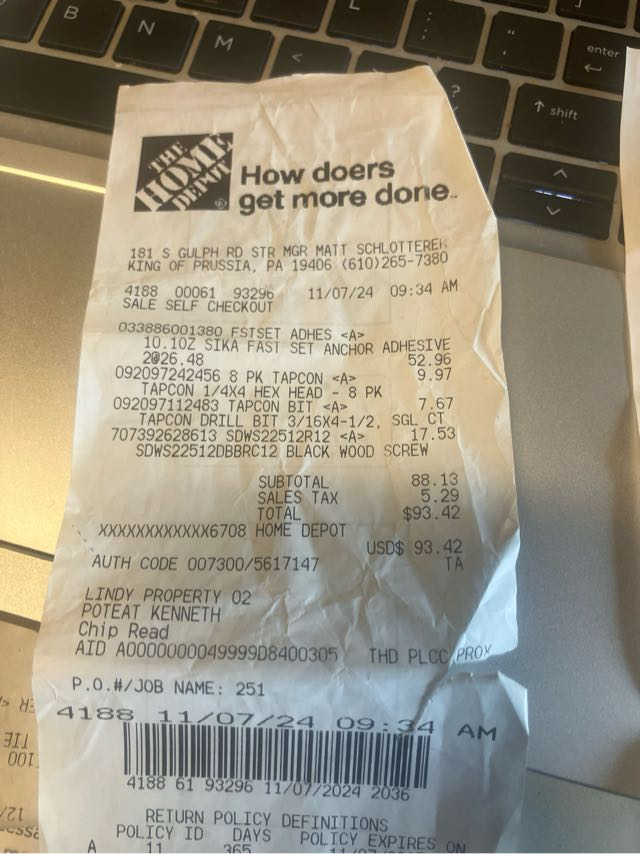 B
N
M
L
<
:
;
"
'
enter
?
shift
THE
HOME
DEPOT
®
How doers
get more done..
181 S GULPH RD STR MGR MATT SCHLOTTERER
KING OF PRUSSIA, PA 19406 (610)265-7380
4188 00061 93296 11/07/24 09:34 AM
SALE SELF CHECKOUT
033886001380 FSTSET ADHES <A>
10.1OZ SIKA FAST SET ANCHOR ADHESIVE
2@26.48 52.96
092097242456 8 PK TAPCON <A> 9.97
TAPCON 1/4X4 HEX HEAD - 8 PK
092097112483 TAPCON BIT <A> 7.67
TAPCON DRILL BIT 3/16X4-1/2, SGL CT
707392628613 SDWS22512R12 <A> 17.53
SDWS22512DBBRC12 BLACK WOOD SCREW
SUBTOTAL 88.13
SALES TAX 5.29
TOTAL $93.42
XXXXXXXXXXXX6708 HOME DEPOT
USD$ 93.42
AUTH CODE 007300/5617147 TA
LINDY PROPERTY 02
POTEAT KENNETH
Chip Read
AID A0000000049999D8400305 THD PLCC PROX
P.O.#/JOB NAME: 251
4188 11/07/24 09:34 AM
4188 61 93296 11/07/2024 2036
RETURN POLICY DEFINITIONS
POLICY ID DAYS POLICY EXPIRES ON
A 11 365